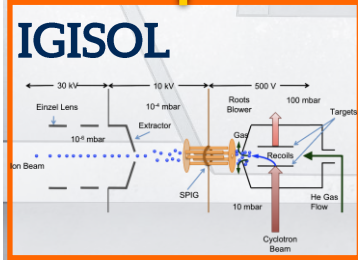 IGISOL
30 kV
10 kV
500 V
Einzel Lens
10⁻⁴ mbar
Roots
Blower
100 mbar
Targets
Extractor
10⁻⁶ mbar
Gas
Ion Beam
Recoils
SPIG
10 mbar
He Gas
Flow
Cyclotron
Beam